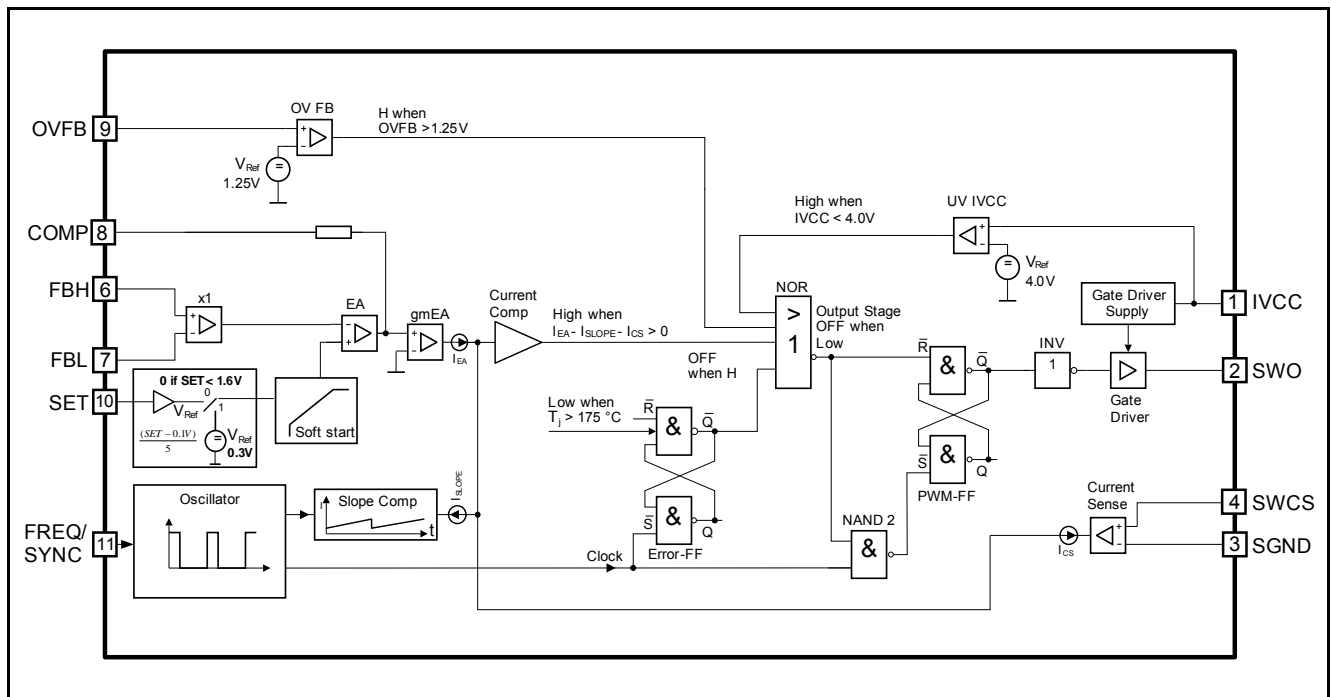 OVFB 9
OV FB
+
−
=
V_Ref
1.25V
H when
OVFB >1.25V
COMP 8
FBH 6
FBL 7
+
−
x1
EA
−
+
gmEA
+
−
I_EA
Current
Comp
High when
I_EA - I_SLOPE - I_CS > 0
High when
IVCC < 4.0V
UV IVCC
+
−
=
V_Ref
4.0V
NOR
>
1
Output Stage
OFF when
Low
OFF
when H
Gate Driver
Supply
1 IVCC
SET 10
0 if SET < 1.6V
0
1
V_Ref
(SET − 0.1V)
5
=
V_Ref
0.3V
Soft start
Low when
T_j > 175 °C
R̅
&
Q̅
S̅
&
Q
Error-FF
R̅
&
Q̅
S̅
&
Q
PWM-FF
INV
1
Gate
Driver
2 SWO
FREQ/
SYNC 11
Oscillator
Slope Comp
I
t
I_SLOPE
Clock
NAND 2
&
Current
Sense
+
−
I_CS
4 SWCS
3 SGND